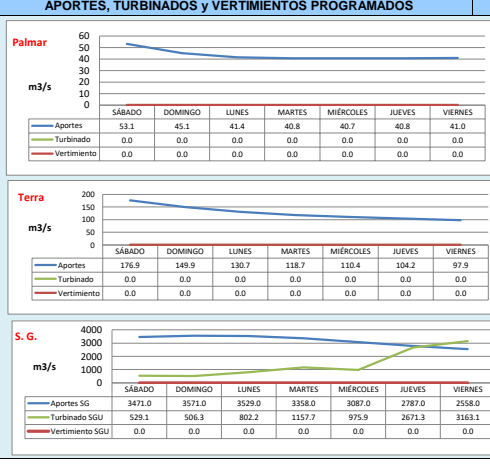 APORTES, TURBINADOS y VERTIMIENTOS PROGRAMADOS
Palmar
m3/s
60
50
40
30
20
10
0
SÁBADO DOMINGO LUNES MARTES MIÉRCOLES JUEVES VIERNES
Aportes 53.1 45.1 41.4 40.8 40.7 40.8 41.0
Turbinado 0.0 0.0 0.0 0.0 0.0 0.0 0.0
Vertimiento 0.0 0.0 0.0 0.0 0.0 0.0 0.0
Terra
m3/s
200
150
100
50
0
SÁBADO DOMINGO LUNES MARTES MIÉRCOLES JUEVES VIERNES
Aportes 176.9 149.9 130.7 118.7 110.4 104.2 97.9
Turbinado 0.0 0.0 0.0 0.0 0.0 0.0 0.0
Vertimiento 0.0 0.0 0.0 0.0 0.0 0.0 0.0
S. G.
m3/s
4000
3000
2000
1000
0
SÁBADO DOMINGO LUNES MARTES MIÉRCOLES JUEVES VIERNES
Aportes SG 3471.0 3571.0 3529.0 3358.0 3087.0 2787.0 2558.0
Turbinado SGU 529.1 506.3 802.2 1157.7 975.9 2671.3 3163.1
Vertimiento SGU 0.0 0.0 0.0 0.0 0.0 0.0 0.0